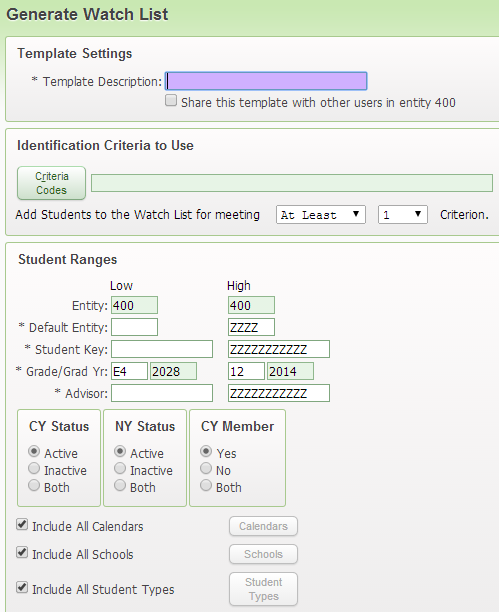 Generate Watch List
Template Settings
* Template Description:
Share this template with other users in entity 400
Identification Criteria to Use
Criteria
Codes
Add Students to the Watch List for meeting At Least 1 Criterion.
Student Ranges
Low High
Entity: 400 400
* Default Entity: ZZZZ
* Student Key: ZZZZZZZZZZZ
* Grade/Grad Yr: E4 2028 12 2014
* Advisor: ZZZZZZZZZZZ
CY Status NY Status CY Member
Active Active Yes
Inactive Inactive No
Both Both Both
Include All Calendars Calendars
Include All Schools Schools
Include All Student Types Student
Types